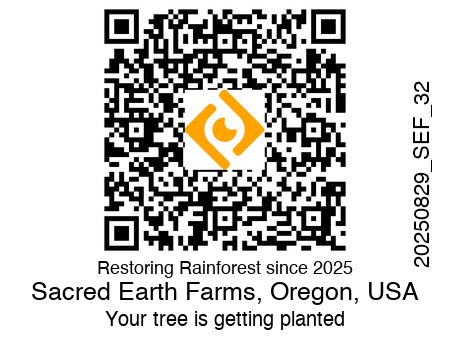 Restoring Rainforest since 2025
Sacred Earth Farms, Oregon, USA
Your tree is getting planted
20250829_SEF_32